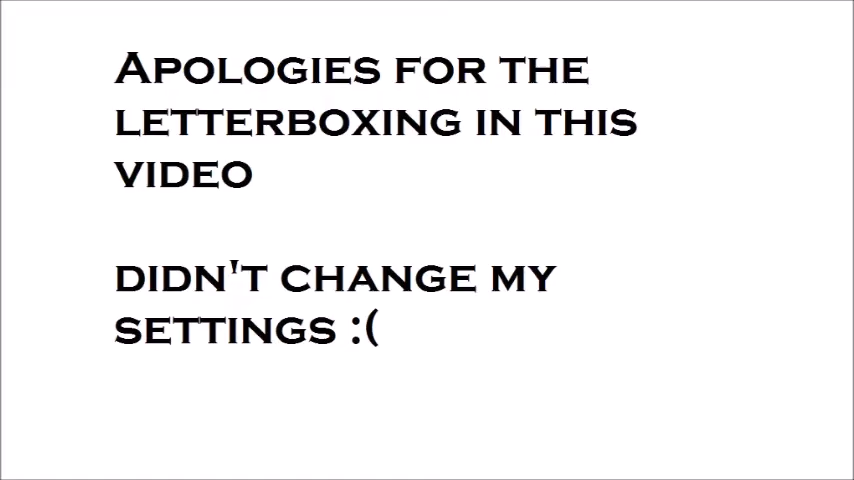 Apologies for the
letterboxing in this
video
didn't change my
settings :(